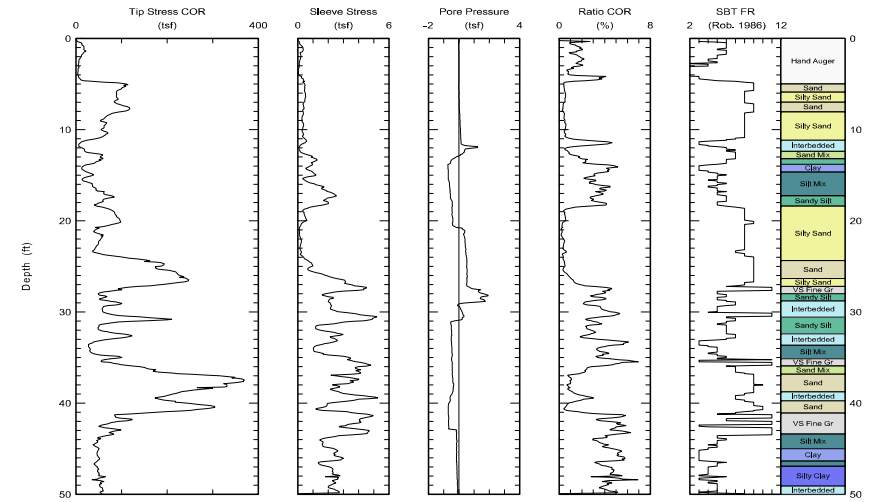 Tip Stress COR
(tsf)
0 400
Sleeve Stress
(tsf)
0 6
Pore Pressure
(tsf)
-2 4
Ratio COR
(%)
0 8
SBT FR
(Rob. 1986)
2 12
Depth (ft)
0
10
20
30
40
50
Hand Auger
Sand
Silty Sand
Sand
Silty Sand
Interbedded
Sand Mix
Clay
Silt Mix
Sandy Silt
Silty Sand
Sand
Silty Sand
VS Fine Gr
Sandy Silt
Interbedded
Sandy Silt
Interbedded
Silt Mix
VS Fine Gr
Sand Mix
Sand
Interbedded
Sand
VS Fine Gr
Silt Mix
Clay
Silty Clay
Interbedded
0
10
20
30
40
50